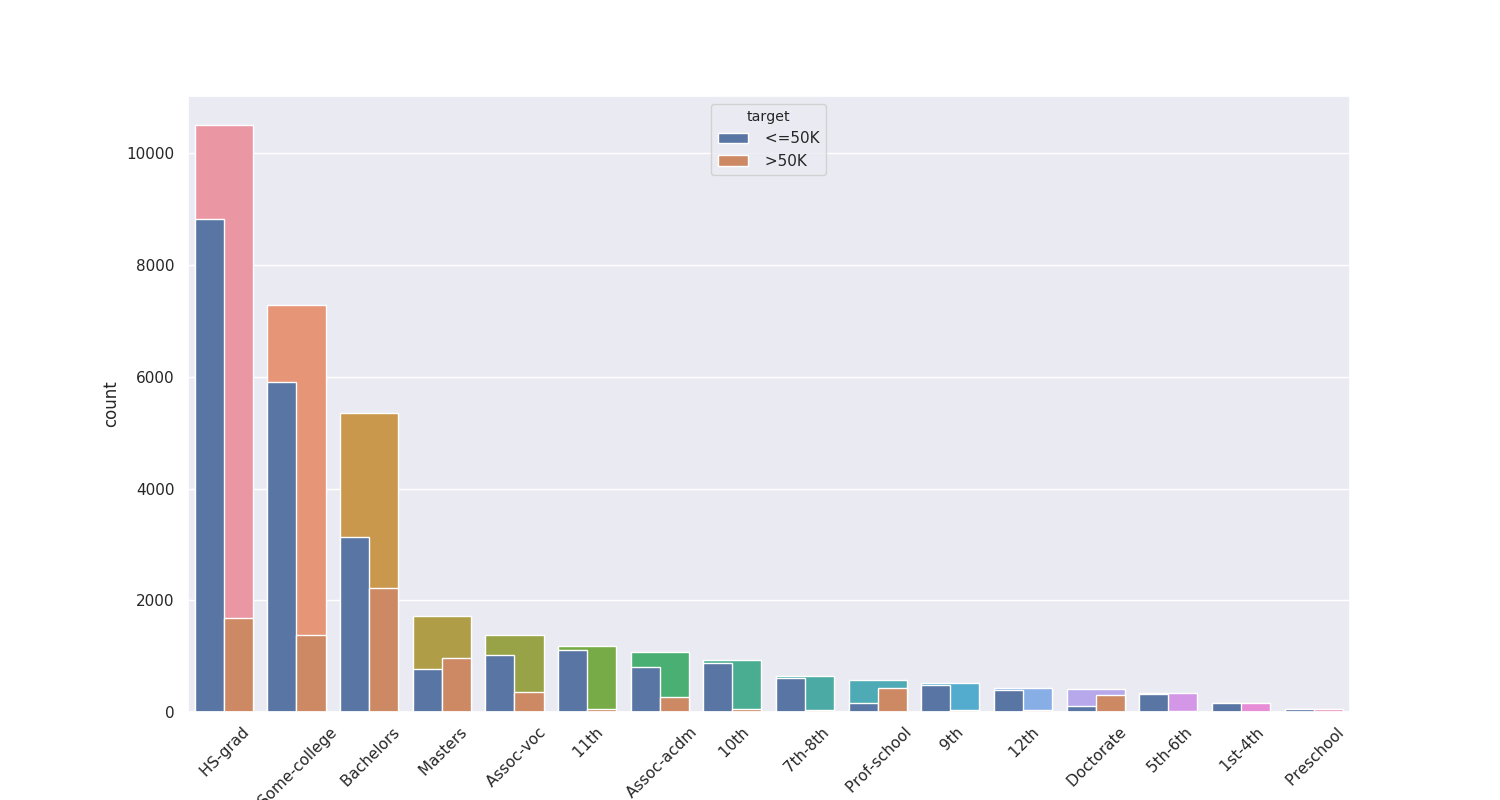 target
<=50K
>50K
10000
8000
6000
4000
2000
0
count
HS-grad
Some-college
Bachelors
Masters
Assoc-voc
11th
Assoc-acdm
10th
7th-8th
Prof-school
9th
12th
Doctorate
5th-6th
1st-4th
Preschool